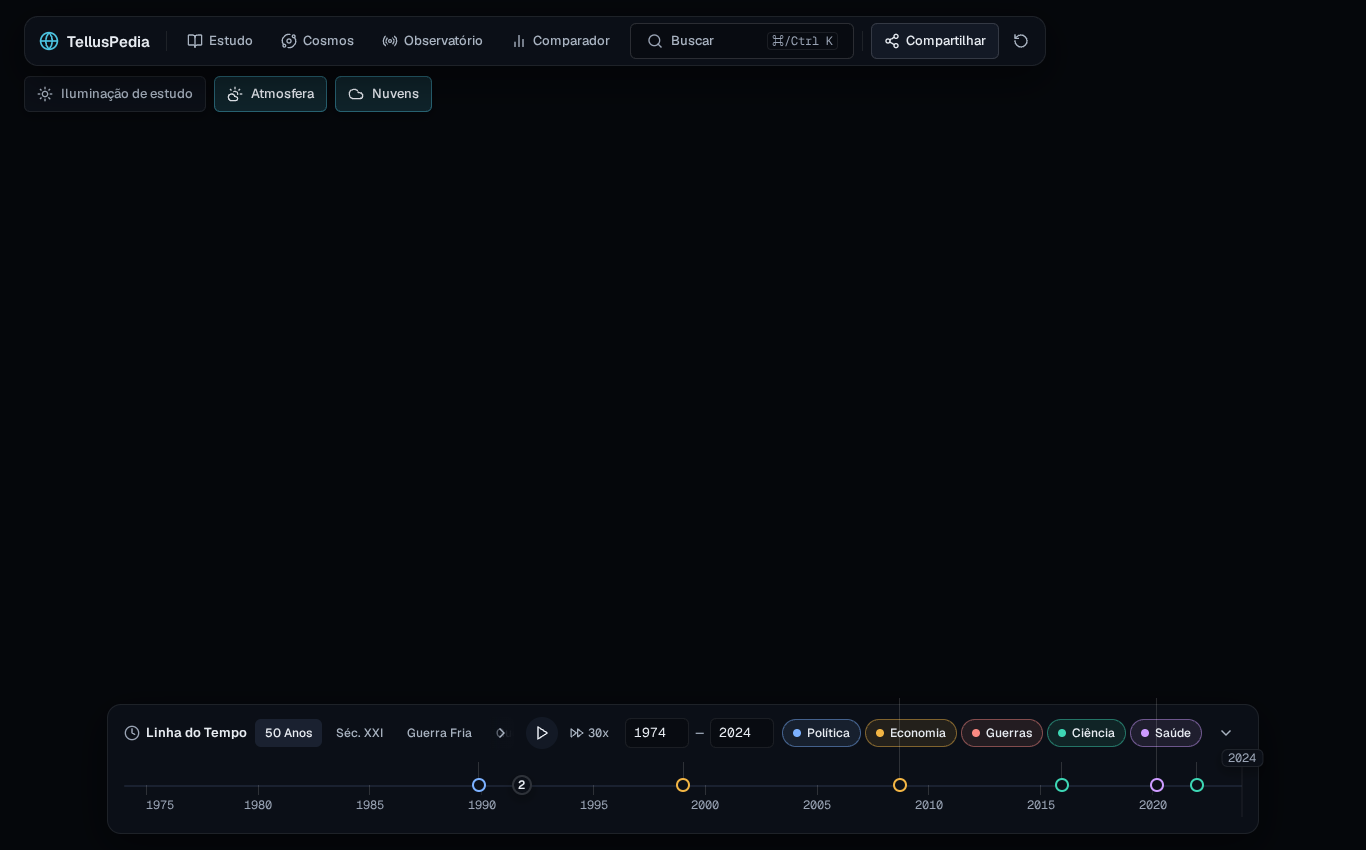 TellusPedia Estudo Cosmos Observatório Comparador Buscar ⌘/Ctrl K Compartilhar
Iluminação de estudo Atmosfera Nuvens
Linha do Tempo 50 Anos Séc. XXI Guerra Fria 30x 1974 — 2024 Política Economia Guerras Ciência Saúde
2024
2
1975 1980 1985 1990 1995 2000 2005 2010 2015 2020